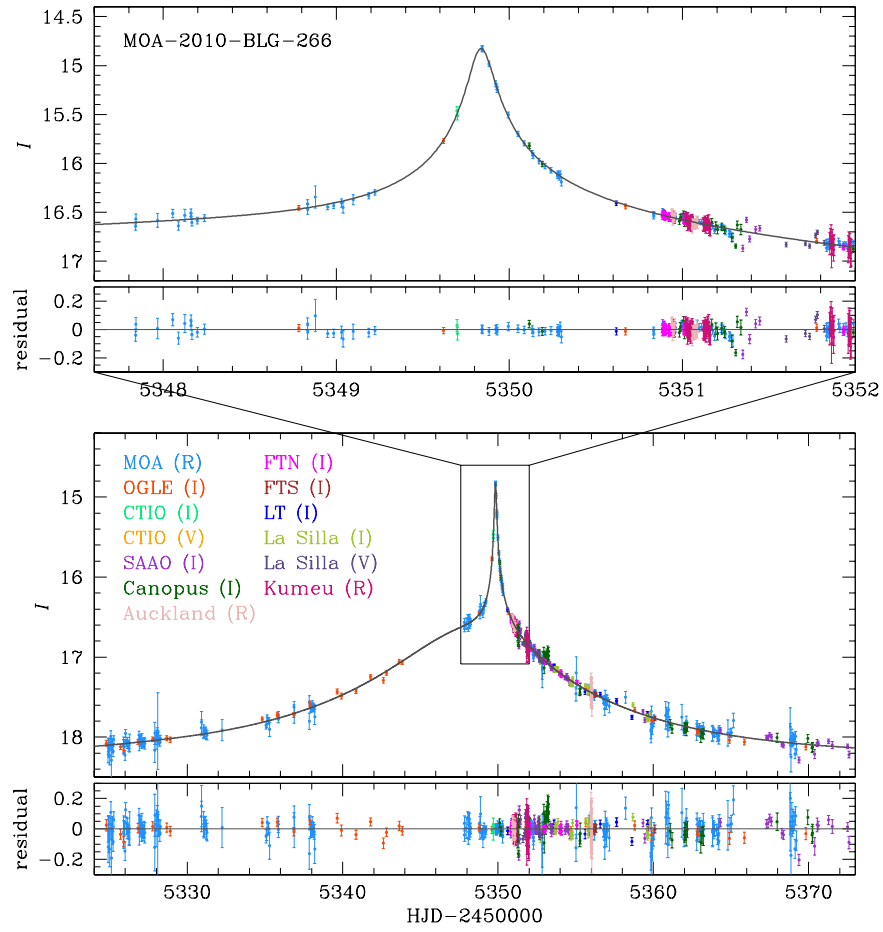 14.5
MOA-2010-BLG-266
15
15.5
I
16
16.5
17
0.2
residual
0
-0.2
5348
5349
5350
5351
5352
MOA (R)
FTN (I)
OGLE (I)
FTS (I)
15
CTIO (I)
LT (I)
CTIO (V)
La Silla (I)
SAAO (I)
La Silla (V)
16
Canopus (I)
Kumeu (R)
I
Auckland (R)
17
18
0.2
residual
0
-0.2
5330
5340
5350
5360
5370
HJD-2450000